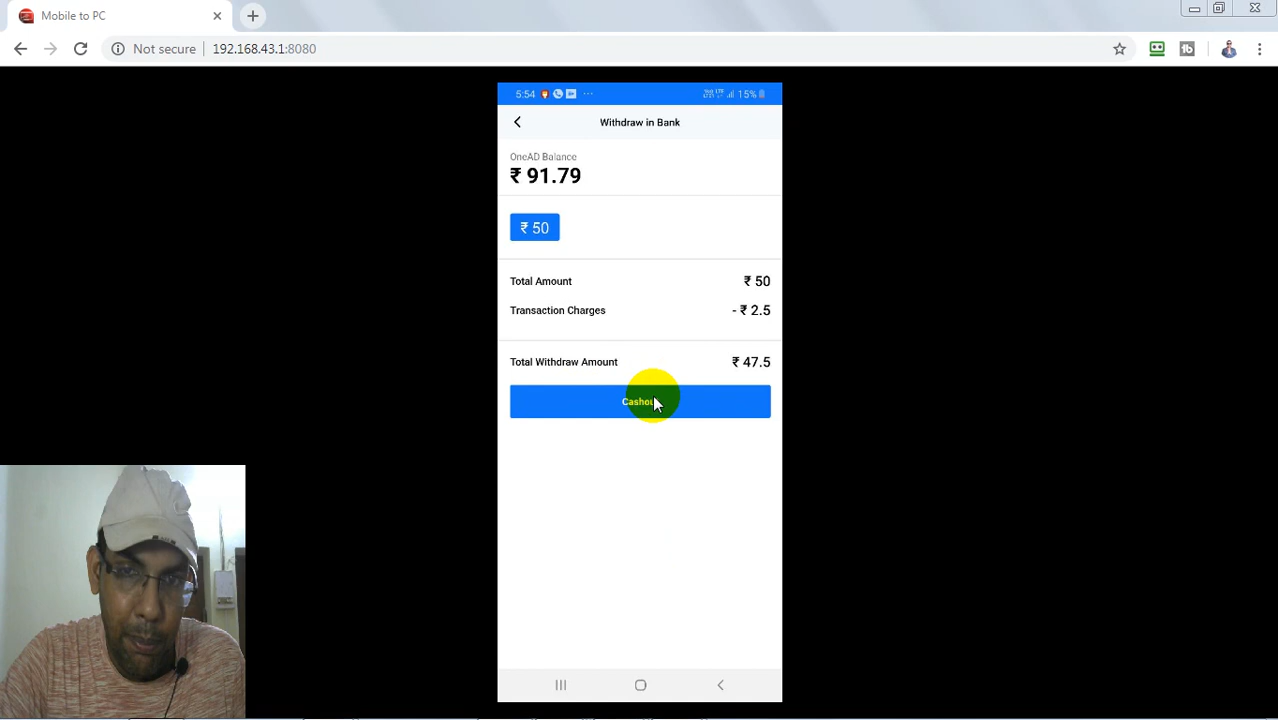 Mobile to PC
Not secure 192.168.43.1:8080
5:54 15%
Withdraw in Bank
OneAD Balance
₹ 91.79
₹ 50
Total Amount ₹ 50
Transaction Charges - ₹ 2.5
Total Withdraw Amount ₹ 47.5